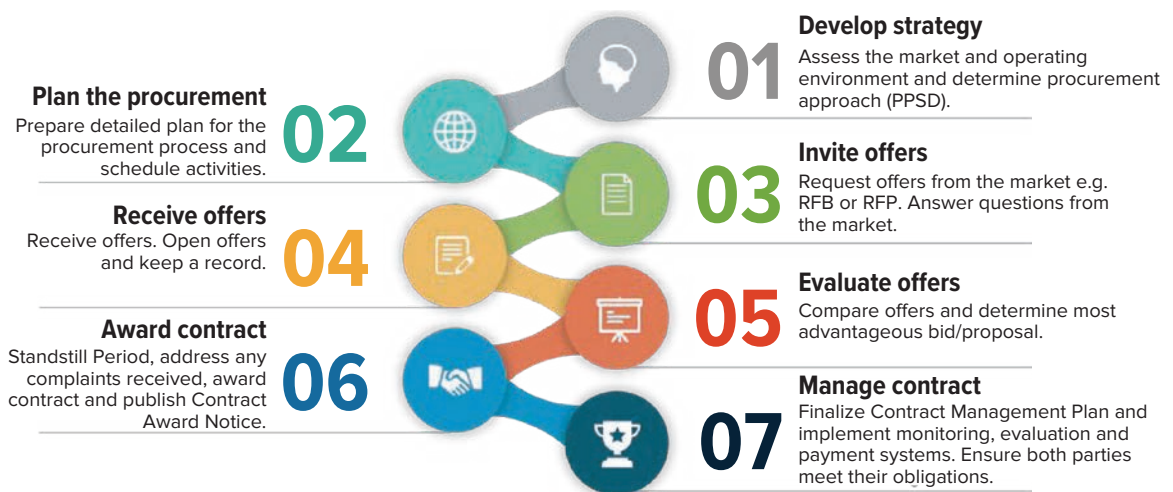 01
Develop strategy
Assess the market and operating
environment and determine procurement
approach (PPSD).
Plan the procurement
02
Prepare detailed plan for the
procurement process and
schedule activities.
03
Invite offers
Request offers from the market e.g.
RFB or RFP. Answer questions from
the market.
Receive offers
04
Receive offers. Open offers
and keep a record.
05
Evaluate offers
Compare offers and determine most
advantageous bid/proposal.
Award contract
06
Standstill Period, address any
complaints received, award
contract and publish Contract
Award Notice.
07
Manage contract
Finalize Contract Management Plan and
implement monitoring, evaluation and
payment systems. Ensure both parties
meet their obligations.